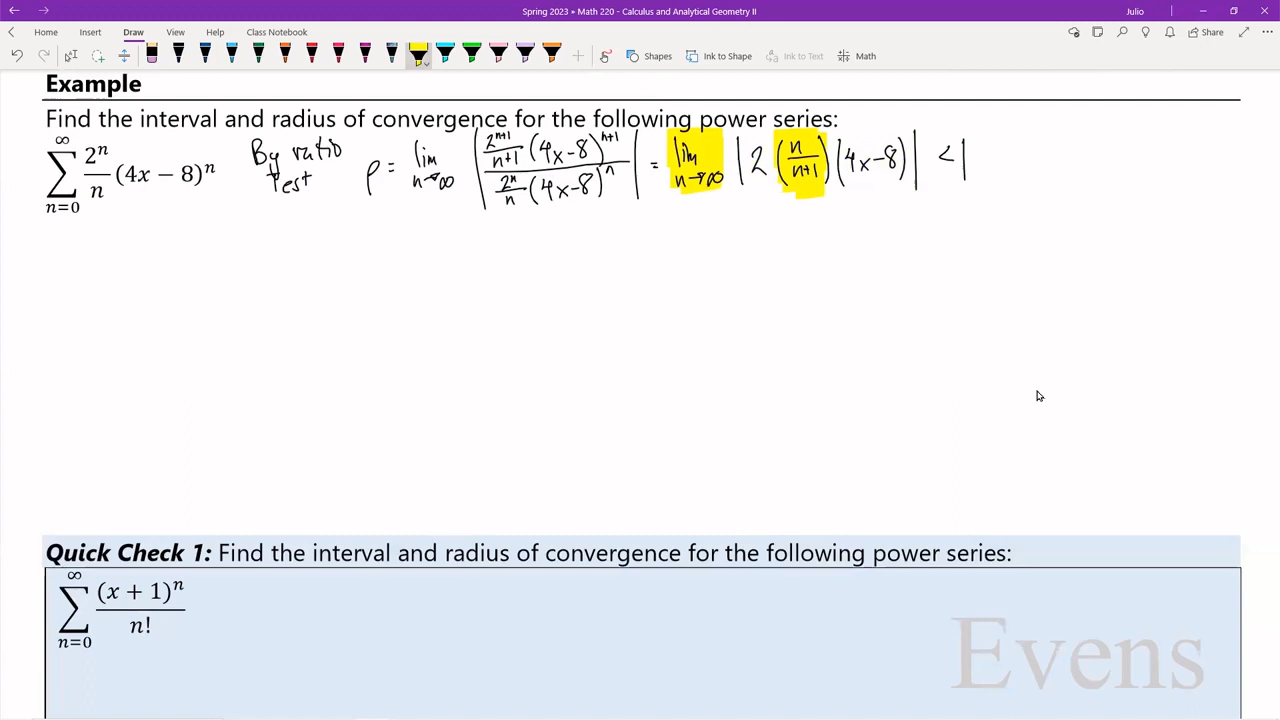 Spring 2023 » Math 220 - Calculus and Analytical Geometry II
Julio
Home Insert Draw View Help Class Notebook
Share
Shapes Ink to Shape Ink to Text Math
Example
Find the interval and radius of convergence for the following power series:
∞ ∑ n=0 2^n/n (4x − 8)^n By ratio Test ρ = lim n→∞ | (2^(n+1)/(n+1) (4x−8)^(n+1)) / (2^n/n (4x−8)^n) | = lim n→∞ | 2 (n/(n+1)) (4x−8) | < 1
Quick Check 1: Find the interval and radius of convergence for the following power series:
∞ ∑ n=0 (x + 1)^n / n!
Evens